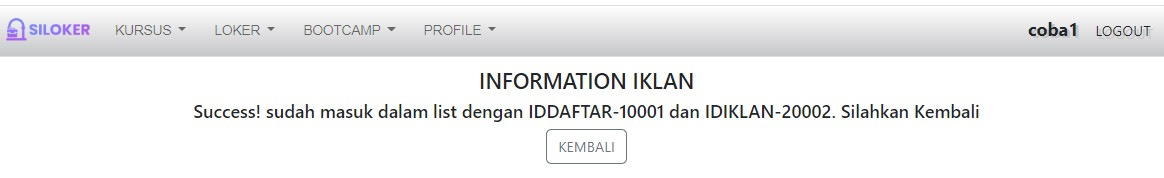 SILOKER KURSUS LOKER BOOTCAMP PROFILE coba1 LOGOUT
INFORMATION IKLAN
Success! sudah masuk dalam list dengan IDDAFTAR-10001 dan IDIKLAN-20002. Silahkan Kembali
KEMBALI